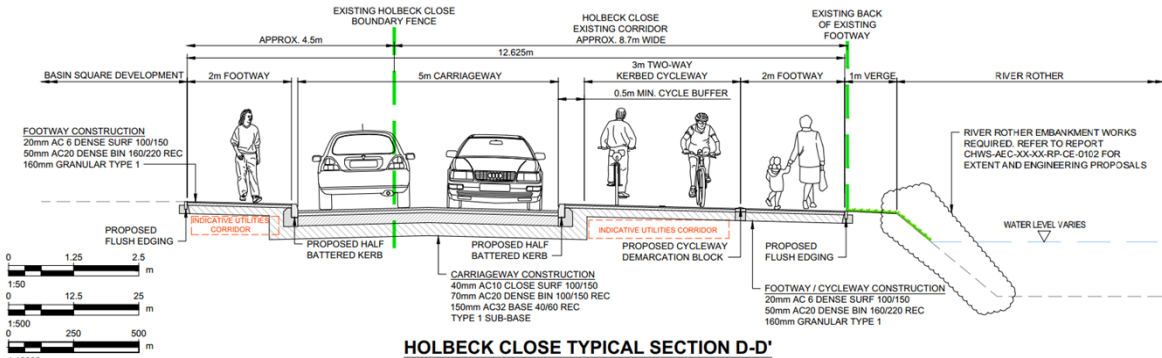 EXISTING HOLBECK CLOSE
BOUNDARY FENCE
HOLBECK CLOSE
EXISTING CORRIDOR
APPROX. 8.7m WIDE
EXISTING BACK
OF EXISTING
FOOTWAY
APPROX. 4.5m
12.625m
BASIN SQUARE DEVELOPMENT
2m FOOTWAY
5m CARRIAGEWAY
3m TWO-WAY
KERBED CYCLEWAY
2m FOOTWAY
1m VERGE
RIVER ROTHER
0.5m MIN. CYCLE BUFFER
FOOTWAY CONSTRUCTION
20mm AC 6 DENSE SURF 100/150
50mm AC20 DENSE BIN 160/220 REC
160mm GRANULAR TYPE 1
RIVER ROTHER EMBANKMENT WORKS
REQUIRED. REFER TO REPORT
CHWS-AEC-XX-XX-RP-CE-0102 FOR
EXTENT AND ENGINEERING PROPOSALS
INDICATIVE UTILITIES
CORRIDOR
INDICATIVE UTILITIES CORRIDOR
WATER LEVEL VARIES
PROPOSED
FLUSH EDGING
PROPOSED HALF
BATTERED KERB
PROPOSED HALF
BATTERED KERB
PROPOSED CYCLEWAY
DEMARCATION BLOCK
PROPOSED
FLUSH EDGING
CARRIAGEWAY CONSTRUCTION
40mm AC10 CLOSE SURF 100/150
70mm AC20 DENSE BIN 100/150 REC
150mm AC32 BASE 40/60 REC
TYPE 1 SUB-BASE
FOOTWAY / CYCLEWAY CONSTRUCTION
20mm AC 6 DENSE SURF 100/150
50mm AC20 DENSE BIN 160/220 REC
160mm GRANULAR TYPE 1
0 1.25 2.5
m
1:50
0 12.5 25
m
1:500
0 250 500
m
HOLBECK CLOSE TYPICAL SECTION D-D'